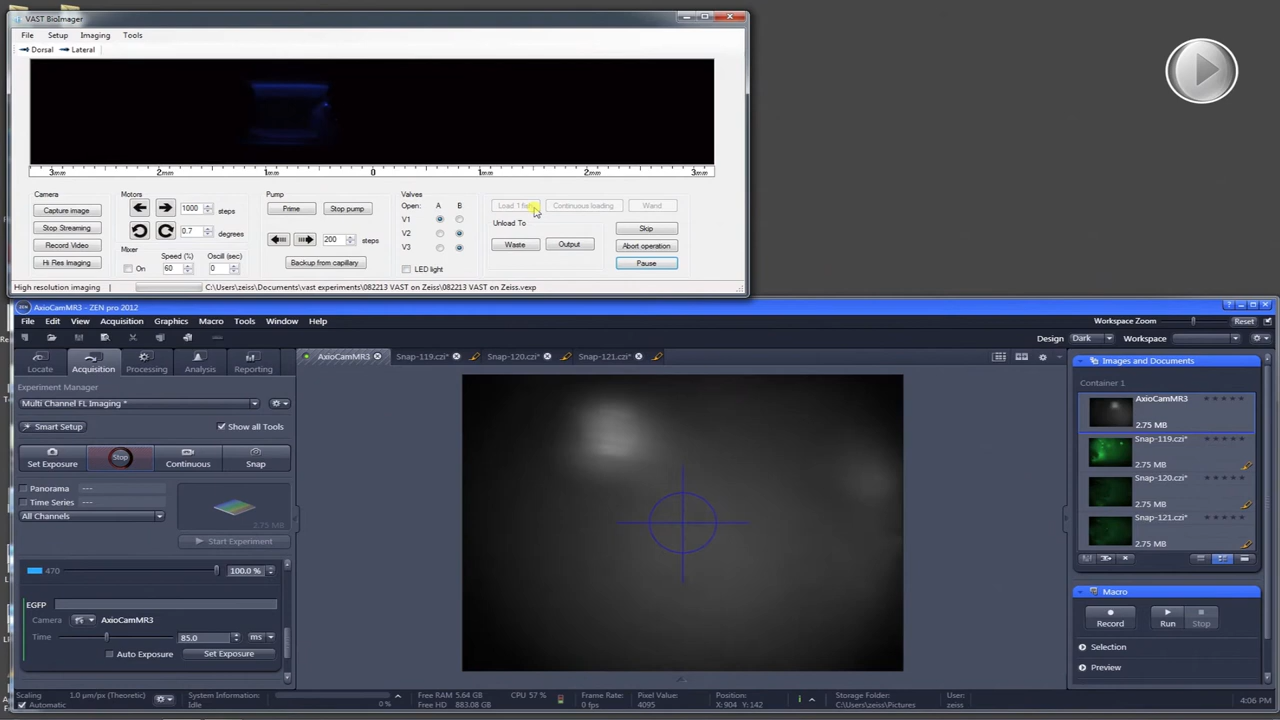 VAST BioImager
File Setup Imaging Tools
Dorsal Lateral
3mm 2mm 1mm 0 1mm 2mm 3mm
Camera
Capture image
Stop Streaming
Record Video
Hi Res Imaging
Motors
1000 steps
0.7 degrees
Mixer
Speed (%) Oscill (sec)
On 60 0
Pump
Prime Stop pump
200 steps
Backup from capillary
Valves
Open: A B
V1
V2
V3
LED light
Load 1 fish Continuous loading Wand
Unload To
Waste Output
Skip
Abort operation
Pause
High resolution imaging C:\Users\zeiss\Documents\vast experiments\082213 VAST on Zeiss\082213 VAST on Zeiss.vexp
AxioCamMR3 - ZEN pro 2012
File Edit View Acquisition Graphics Macro Tools Window Help
Workspace Zoom Reset
Design Dark Workspace
Locate Acquisition Processing Analysis Reporting
AxioCamMR3 Snap-119.czi* Snap-120.czi* Snap-121.czi*
Experiment Manager
Multi Channel FL Imaging *
Smart Setup Show all Tools
Set Exposure Stop Continuous Snap
Panorama ---
Time Series ---
All Channels
2.75 MB
Start Experiment
470 100.0 %
EGFP
Camera AxioCamMR3
Time 85.0 ms
Auto Exposure Set Exposure
Images and Documents
Container 1
AxioCamMR3
2.75 MB
Snap-119.czi*
2.75 MB
Snap-120.czi*
2.75 MB
Snap-121.czi*
2.75 MB
Macro
Record Run Stop
Selection
Preview
Scaling 1.0 µm/px (Theoretic) System Information: Free RAM 5.64 GB CPU 57 % Frame Rate: Pixel Value: Position: Storage Folder: User:
Automatic Idle 0 % Free HD 883.08 GB 0 fps 4095 X: 904 Y: 142 C:\Users\zeiss\Pictures zeiss 4:06 PM